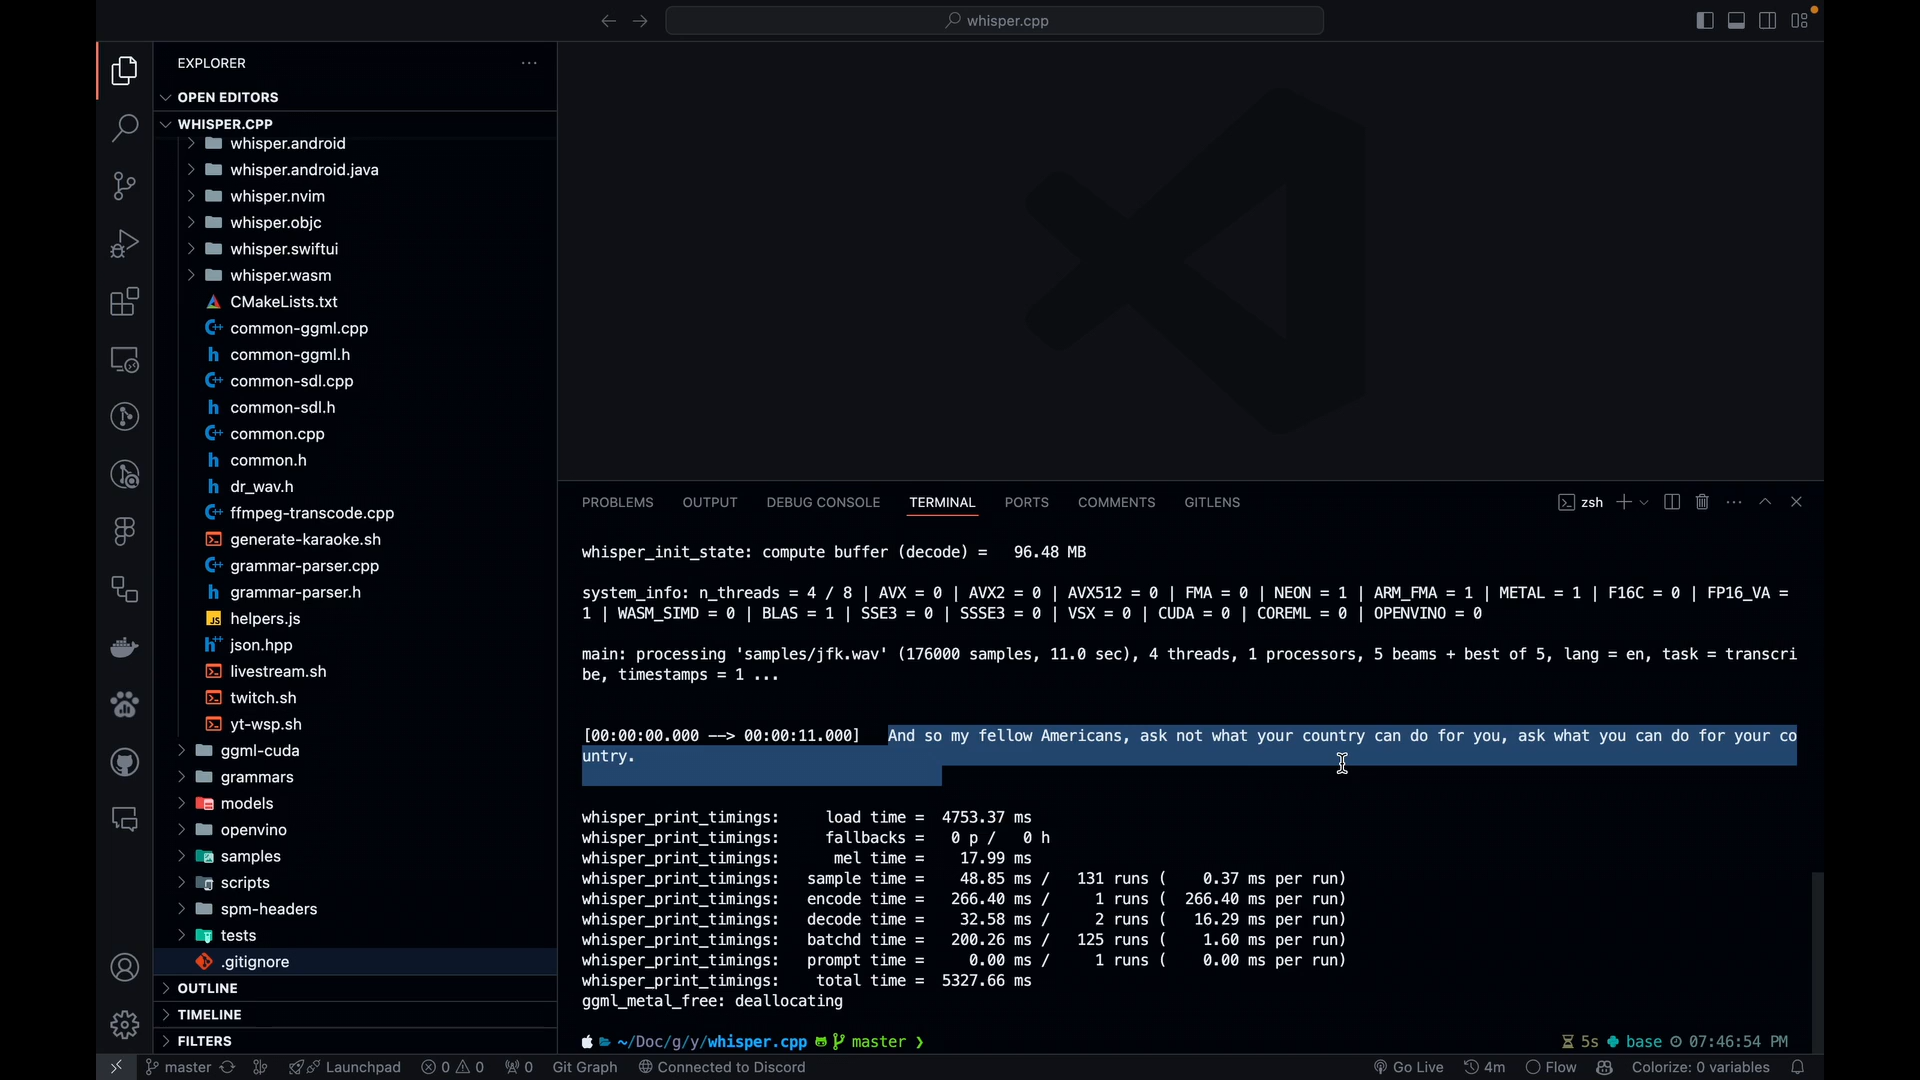 whisper.cpp
EXPLORER
OPEN EDITORS
WHISPER.CPP
whisper.android
whisper.android.java
whisper.nvim
whisper.objc
whisper.swiftui
whisper.wasm
CMakeLists.txt
common-ggml.cpp
common-ggml.h
common-sdl.cpp
common-sdl.h
common.cpp
common.h
dr_wav.h
ffmpeg-transcode.cpp
generate-karaoke.sh
grammar-parser.cpp
grammar-parser.h
helpers.js
json.hpp
livestream.sh
twitch.sh
yt-wsp.sh
ggml-cuda
grammars
models
openvino
samples
scripts
spm-headers
tests
.gitignore
OUTLINE
TIMELINE
FILTERS
PROBLEMS OUTPUT DEBUG CONSOLE TERMINAL PORTS COMMENTS GITLENS zsh
whisper_init_state: compute buffer (decode) = 96.48 MB
system_info: n_threads = 4 / 8 | AVX = 0 | AVX2 = 0 | AVX512 = 0 | FMA = 0 | NEON = 1 | ARM_FMA = 1 | METAL = 1 | F16C = 0 | FP16_VA =
1 | WASM_SIMD = 0 | BLAS = 1 | SSE3 = 0 | SSSE3 = 0 | VSX = 0 | CUDA = 0 | COREML = 0 | OPENVINO = 0
main: processing 'samples/jfk.wav' (176000 samples, 11.0 sec), 4 threads, 1 processors, 5 beams + best of 5, lang = en, task = transcri
be, timestamps = 1 ...
[00:00:00.000 --> 00:00:11.000] And so my fellow Americans, ask not what your country can do for you, ask what you can do for your co
untry.
whisper_print_timings: load time = 4753.37 ms
whisper_print_timings: fallbacks = 0 p / 0 h
whisper_print_timings: mel time = 17.99 ms
whisper_print_timings: sample time = 48.85 ms / 131 runs ( 0.37 ms per run)
whisper_print_timings: encode time = 266.40 ms / 1 runs ( 266.40 ms per run)
whisper_print_timings: decode time = 32.58 ms / 2 runs ( 16.29 ms per run)
whisper_print_timings: batchd time = 200.26 ms / 125 runs ( 1.60 ms per run)
whisper_print_timings: prompt time = 0.00 ms / 1 runs ( 0.00 ms per run)
whisper_print_timings: total time = 5327.66 ms
ggml_metal_free: deallocating
~/Doc/g/y/whisper.cpp master ❯ 5s base 07:46:54 PM
master Launchpad 0 0 0 Git Graph Connected to Discord Go Live 4m Flow Colorize: 0 variables